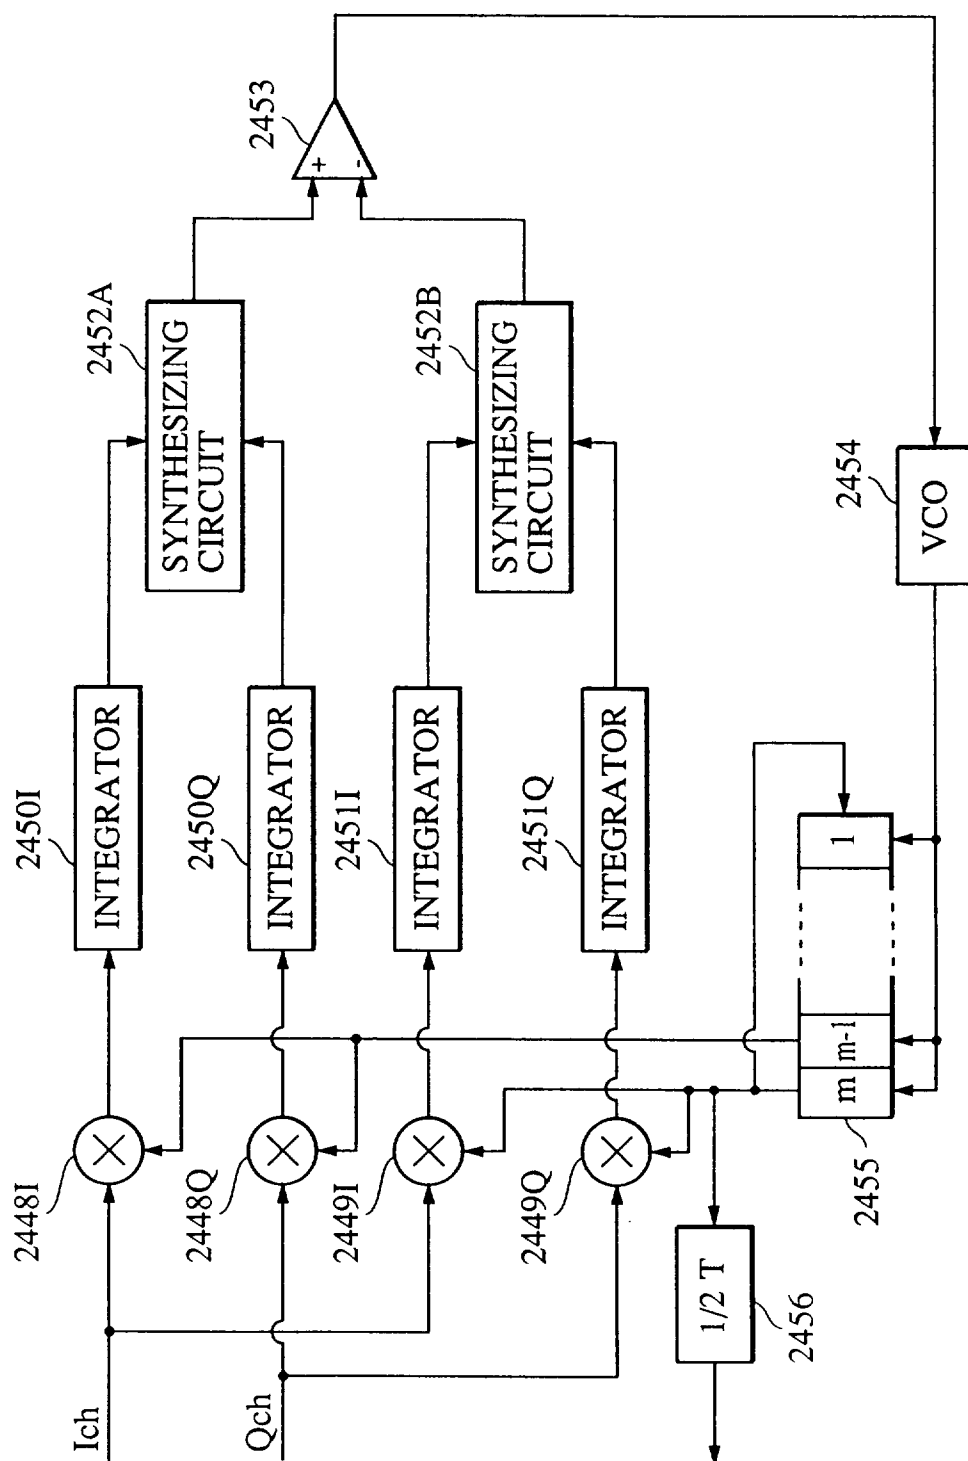 Ich
Qch
2448I
2448Q
2449I
2449Q
2450I
INTEGRATOR
2450Q
INTEGRATOR
2451I
INTEGRATOR
2451Q
INTEGRATOR
2452A
SYNTHESIZING
CIRCUIT
2452B
SYNTHESIZING
CIRCUIT
2453
+
-
2454
VCO
m
m-1
1
2455
1/2 T
2456